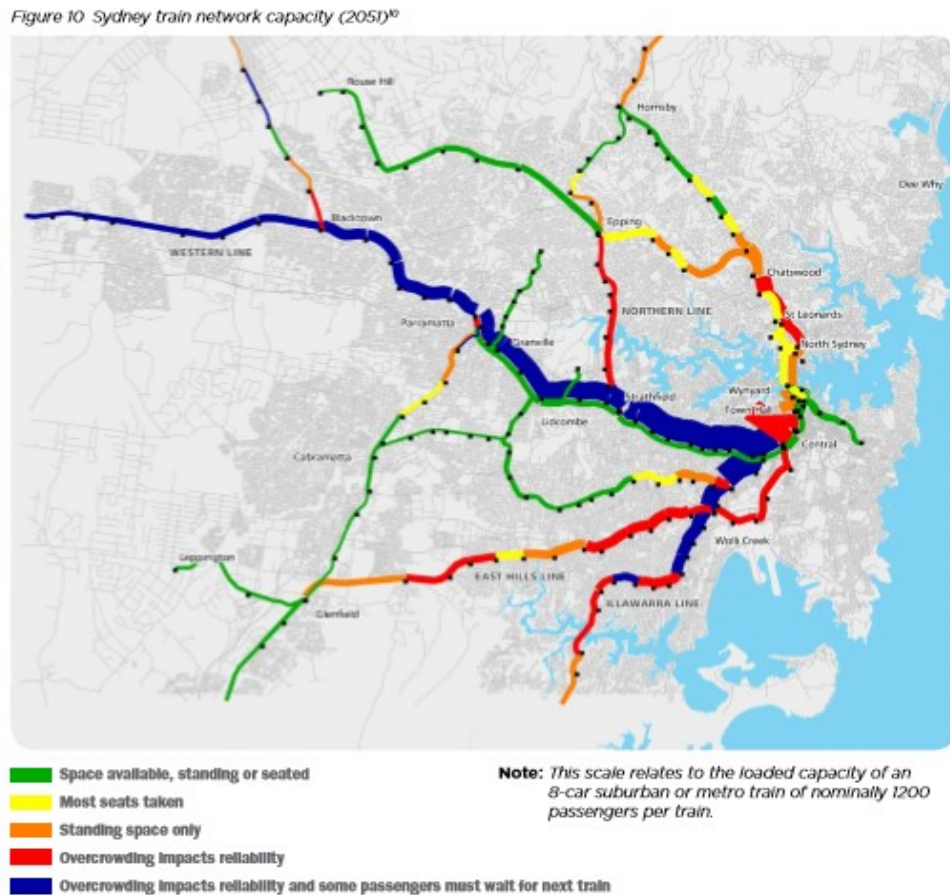 Figure 10 Sydney train network capacity (2051)¹⁰
Rouse Hill
Hornsby
Dee Why
Blacktown
Epping
WESTERN LINE
Chatswood
NORTHERN LINE
Parramatta
St Leonards
Granville
North Sydney
Strathfield
Wynyard
Town Hall
Lidcombe
Central
Cabramatta
Wolli Creek
Leppington
EAST HILLS LINE
ILLAWARRA LINE
Glenfield
Space available, standing or seated
Most seats taken
Standing space only
Overcrowding impacts reliability
Overcrowding impacts reliability and some passengers must wait for next train
Note: This scale relates to the loaded capacity of an
8-car suburban or metro train of nominally 1200
passengers per train.